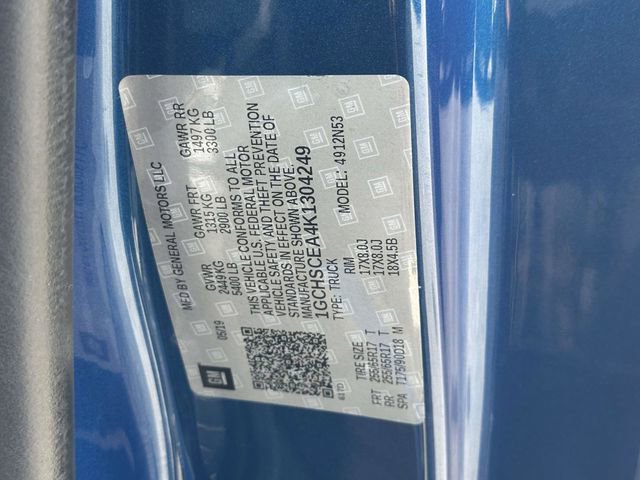 MFD BY GENERAL MOTORS LLC
05/19
GVWR GAWR FRT GAWR RR
2449KG 1315 KG 1497 KG
5400 LB 2900 LB 3300 LB
THIS VEHICLE CONFORMS TO ALL
APPLICABLE U.S. FEDERAL MOTOR
VEHICLE SAFETY AND THEFT PREVENTION
STANDARDS IN EFFECT ON THE DATE OF
MANUFACTURE SHOWN ABOVE.
1GCHSCEA4K1304249
TYPE: TRUCK MODEL: 4912N53
TIRE SIZE RIM
FRT 255/65R17 T 17X8.0J
RR 255/65R17 T 17X8.0J
SPA T175/90D18 M 18X4.5B
GM